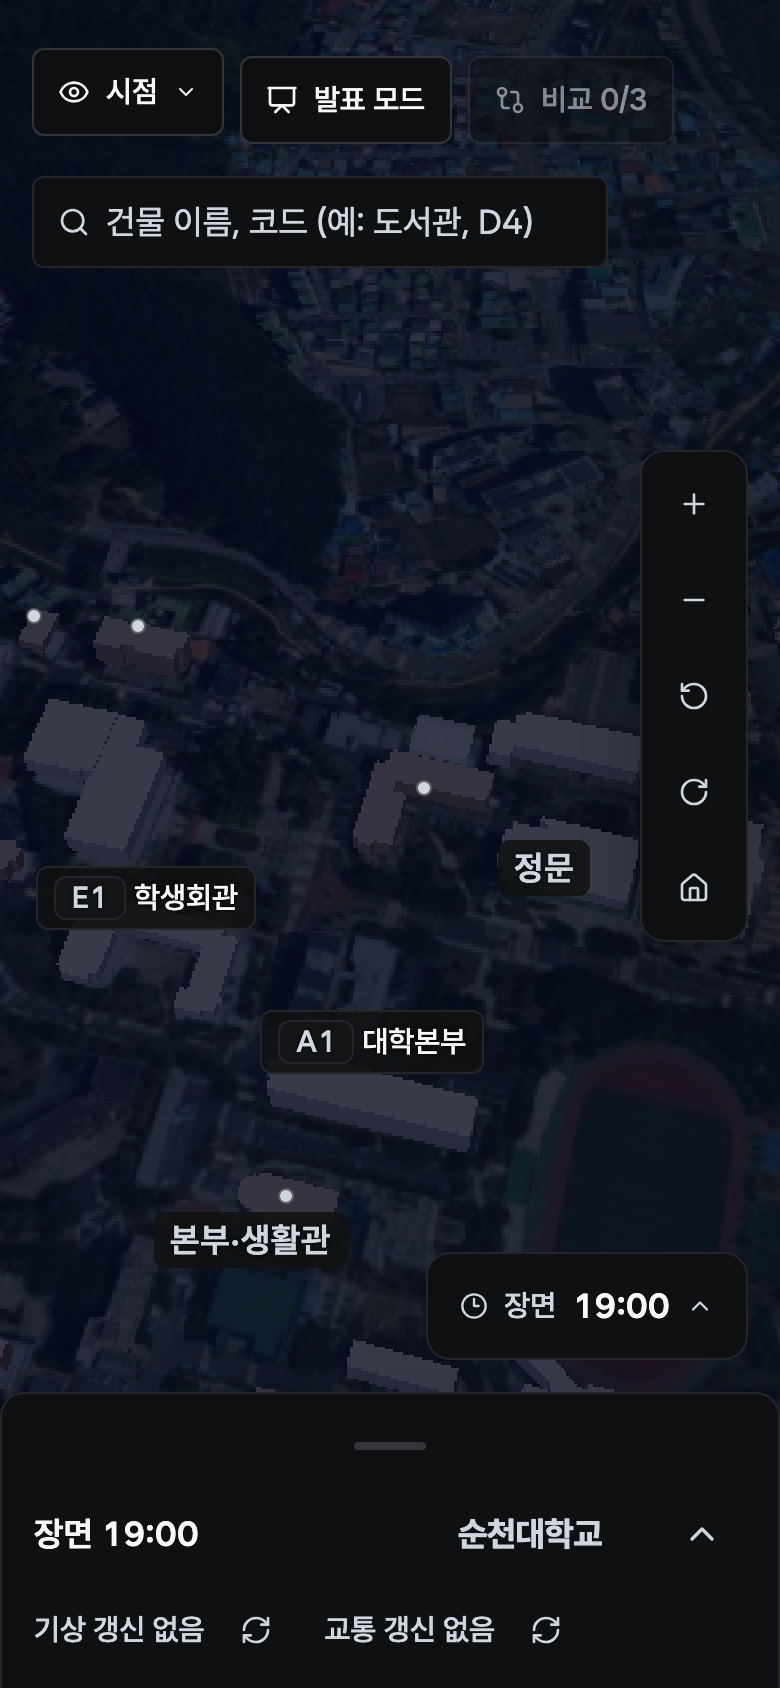 시점
발표 모드
비교 0/3
건물 이름, 코드 (예: 도서관, D4)
정문
E1 학생회관
A1 대학본부
본부·생활관
장면 19:00
장면 19:00
순천대학교
기상 갱신 없음
교통 갱신 없음